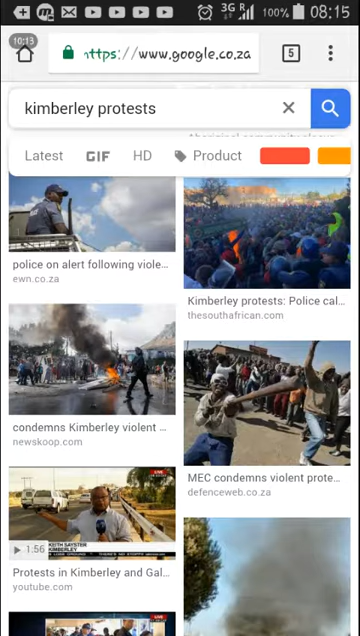 3G R
100%
08:15
10:13
https://www.google.co.za
5
kimberley protests
Latest
GIF
HD
Product
police on alert following viole...
ewn.co.za
Kimberley protests: Police cal...
thesouthafrican.com
condemns Kimberley violent ...
newskoop.com
MEC condemns violent prote...
defenceweb.co.za
LIVE
KEITH SAYSTER
KIMBERLEY
1:56
Protests in Kimberley and Gal...
youtube.com
LIVE